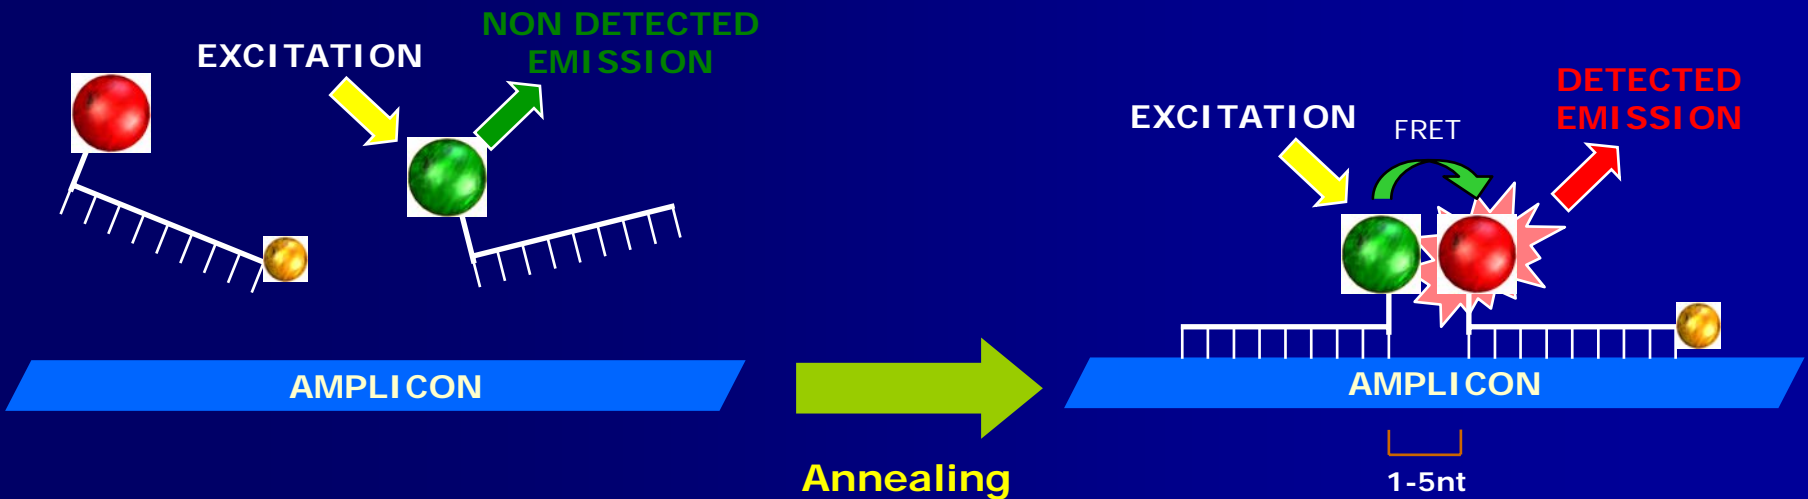 NON DETECTED
EMISSION
EXCITATION
AMPLICON
Annealing
EXCITATION
FRET
DETECTED
EMISSION
AMPLICON
1-5nt